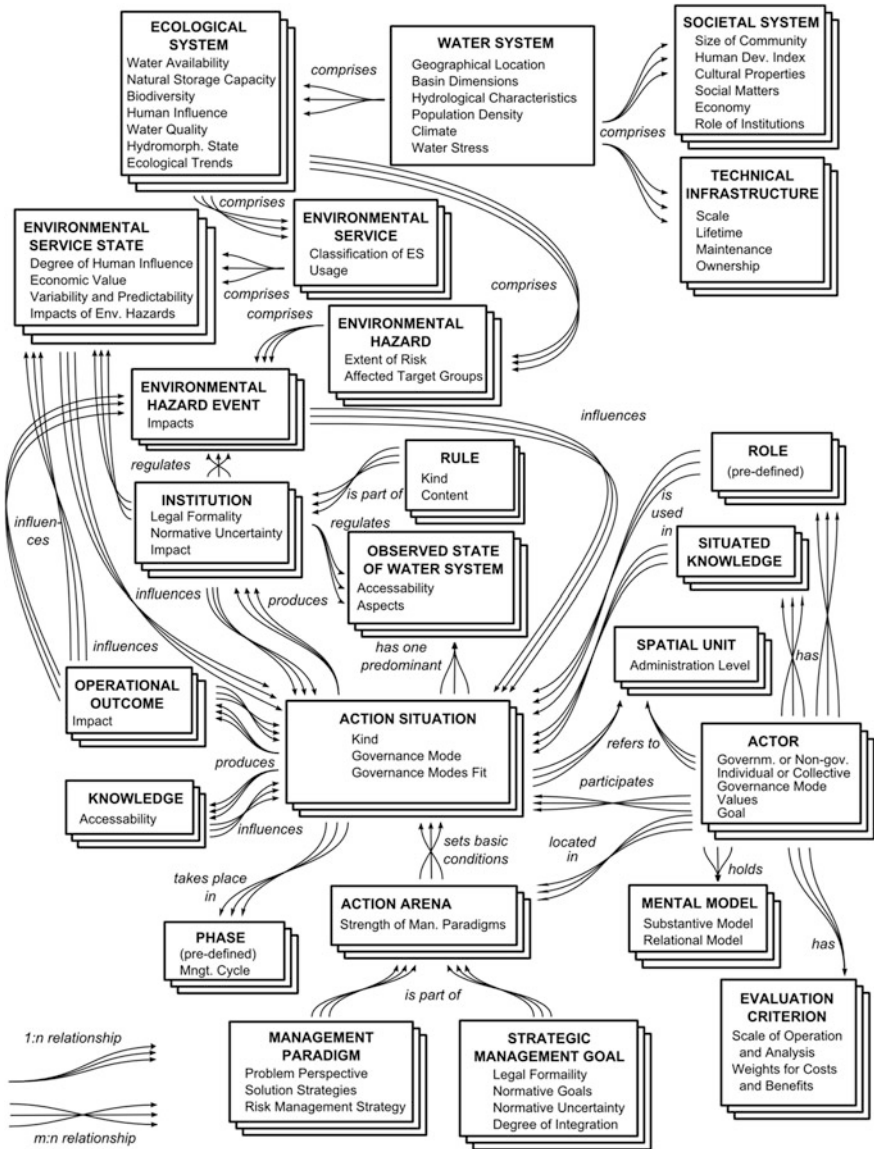 ECOLOGICAL
SYSTEM
Water Availability
Natural Storage Capacity
Biodiversity
Human Influence
Water Quality
Hydromorph. State
Ecological Trends
comprises
WATER SYSTEM
Geographical Location
Basin Dimensions
Hydrological Characteristics
Population Density
Climate
Water Stress
comprises
SOCIETAL SYSTEM
Size of Community
Human Dev. Index
Cultural Properties
Social Matters
Economy
Role of Institutions
TECHNICAL
INFRASTRUCTURE
Scale
Lifetime
Maintenance
Ownership
comprises
ENVIRONMENTAL
SERVICE STATE
Degree of Human Influence
Economic Value
Variability and Predictability
Impacts of Env. Hazards
ENVIRONMENTAL
SERVICE
Classification of ES
Usage
comprises
comprises
comprises
ENVIRONMENTAL
HAZARD
Extent of Risk
Affected Target Groups
ENVIRONMENTAL
HAZARD EVENT
Impacts
influences
regulates
RULE
Kind
Content
is part of
ROLE
(pre-defined)
INSTITUTION
Legal Formality
Normative Uncertainty
Impact
regulates
is
used
in
influen-
ces
OBSERVED STATE
OF WATER SYSTEM
Accessability
Aspects
SITUATED
KNOWLEDGE
influences
produces
has one
predominant
SPATIAL UNIT
Administration Level
has
influences
OPERATIONAL
OUTCOME
Impact
ACTION SITUATION
Kind
Governance Mode
Governance Modes Fit
refers to
ACTOR
Governm. or Non-gov.
Individual or Collective
Governance Mode
Values
Goal
produces
participates
KNOWLEDGE
Accessability
influences
sets basic
conditions
located
in
takes place
in
holds
ACTION ARENA
Strength of Man. Paradigms
MENTAL MODEL
Substantive Model
Relational Model
PHASE
(pre-defined)
Mngt. Cycle
has
is part of
EVALUATION
CRITERION
Scale of Operation
and Analysis
Weights for Costs
and Benefits
1:n relationship
MANAGEMENT
PARADIGM
Problem Perspective
Solution Strategies
Risk Management Strategy
STRATEGIC
MANAGEMENT GOAL
Legal Formaility
Normative Goals
Normative Uncertainty
Degree of Integration
m:n relationship